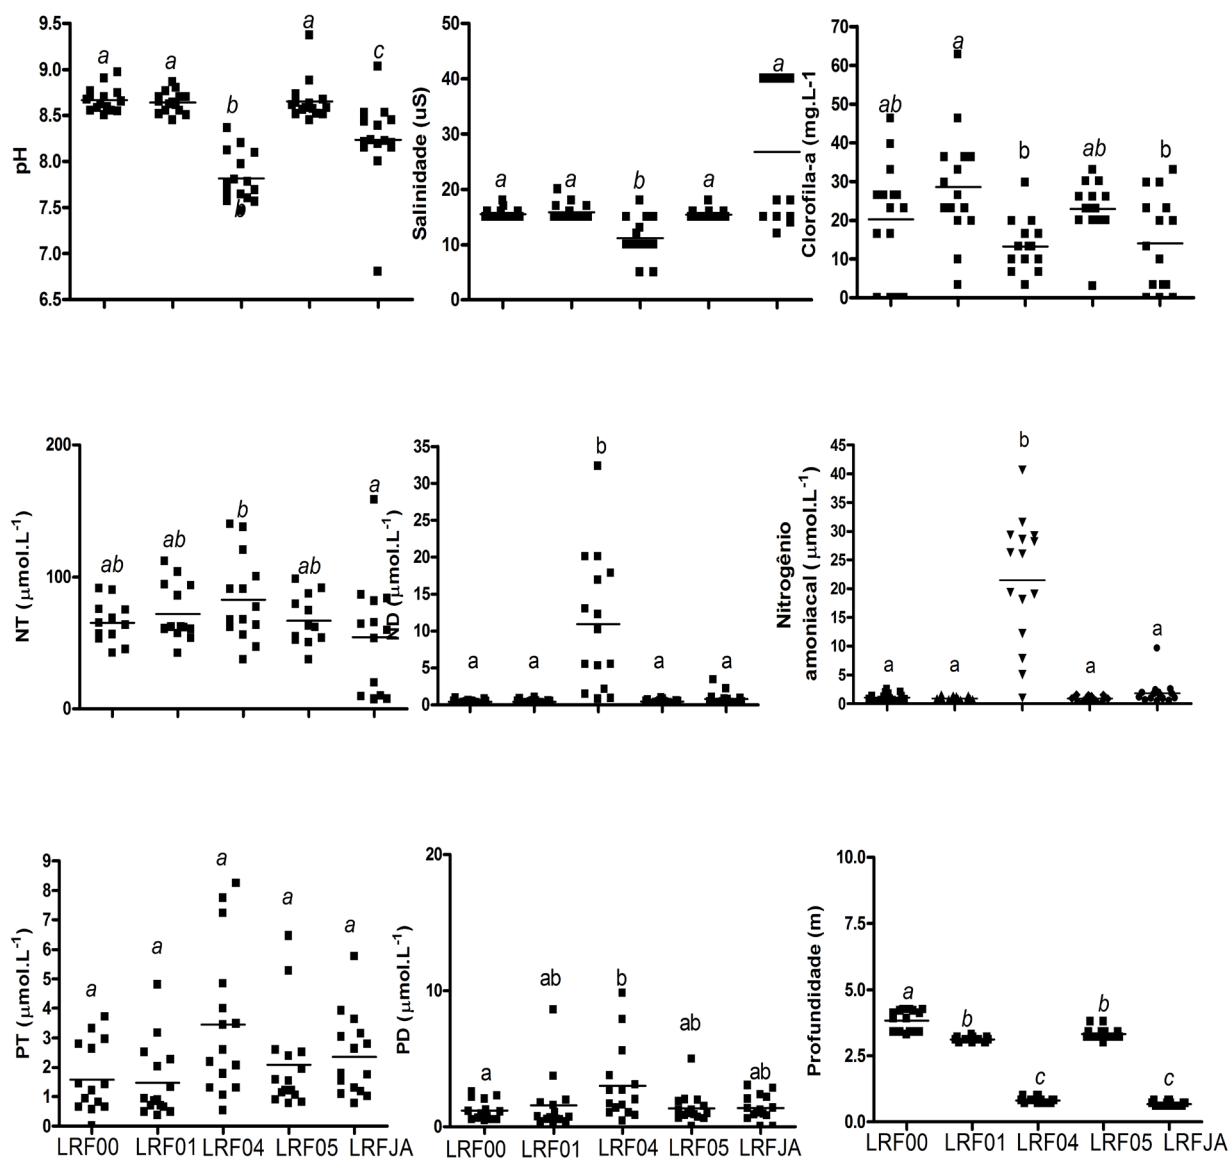 pH
9.5
9.0
8.5
8.0
7.5
7.0
6.5
a
a
b
b
a
c
Salinidade (uS)
50
40
30
20
10
0
a
a
b
a
a
Clorofila-a (mg.L-1
70
60
50
40
30
20
10
0
ab
a
b
ab
b
NT (μmol.L-1)
200
100
0
ab
ab
b
ab
a
ND (μmol.L-1)
35
30
25
20
15
10
5
0
a
a
b
a
a
Nitrogênio
amoniacal (μmol.L-1)
45
40
35
30
25
20
15
10
5
0
a
a
b
a
a
PT (μmol.L-1)
9
8
7
6
5
4
3
2
1
0
a
a
a
a
a
LRF00 LRF01 LRF04 LRF05 LRFJA
PD (μmol.L-1)
20
10
0
a
ab
b
ab
ab
LRF00 LRF01 LRF04 LRF05 LRFJA
Profundidade (m)
10.0
7.5
5.0
2.5
0.0
a
b
c
b
c
LRF00 LRF01 LRF04 LRF05 LRFJA